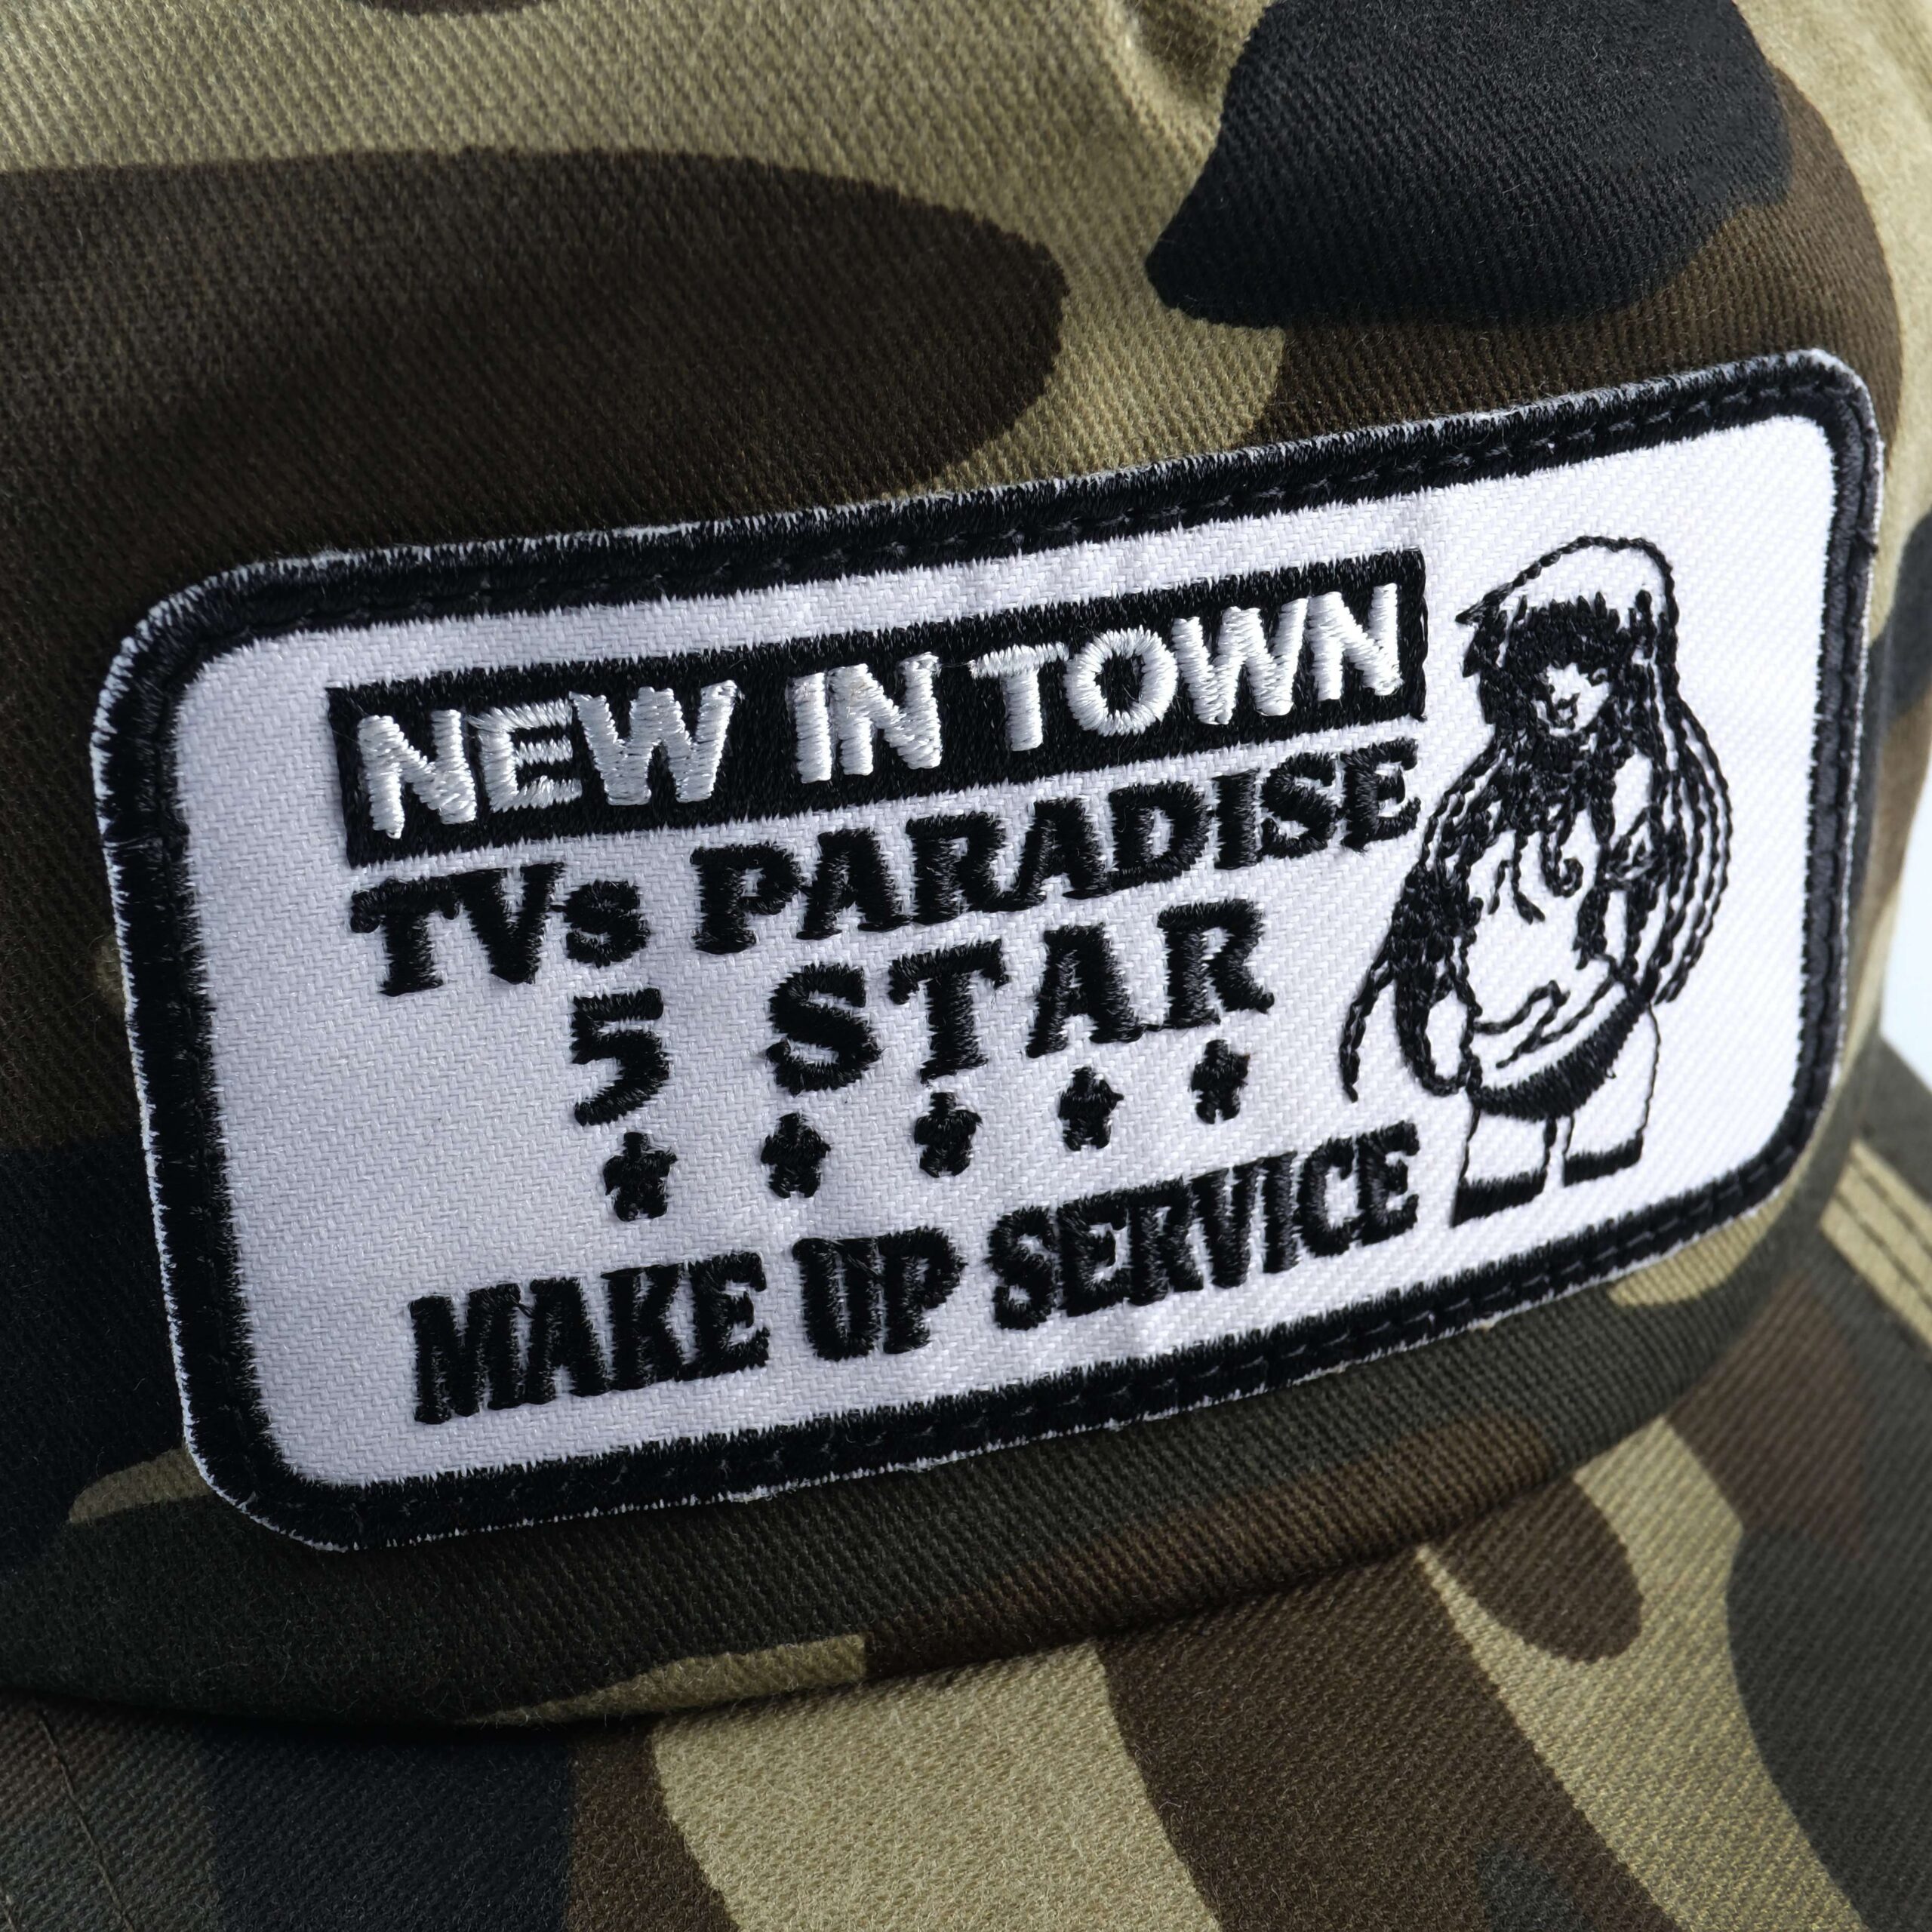 NEW IN TOWN
TVs PARADISE
5 STAR
MAKE UP SERVICE